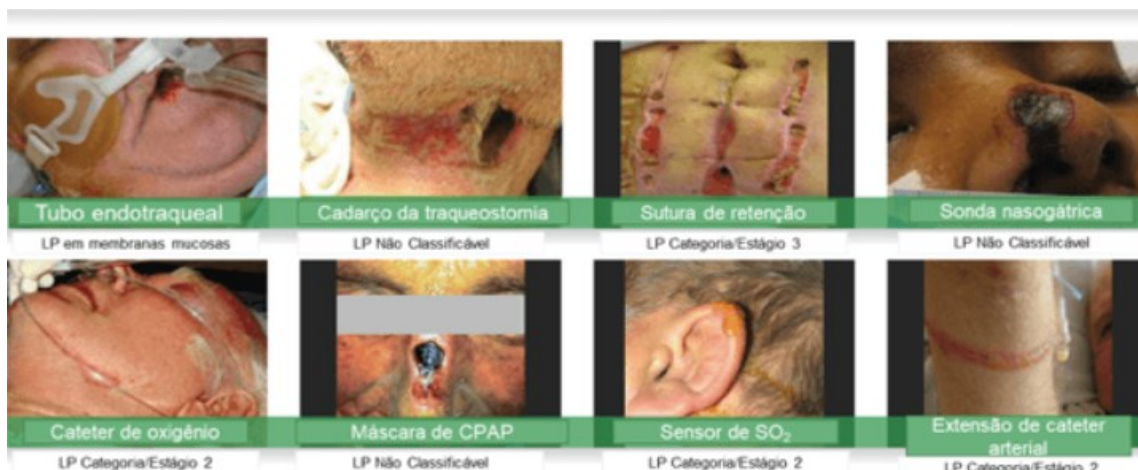 Tubo endotraqueal
LP em membranas mucosas
Cadarço da traqueostomia
LP Não Classificável
Sutura de retenção
LP Categoria/Estágio 3
Sonda nasogátrica
LP Não Classificável
Cateter de oxigênio
LP Categoria/Estágio 2
Máscara de CPAP
LP Não Classificável
Sensor de SO₂
LP Categoria/Estágio 2
Extensão de cateter
arterial
LP Categoria/Estágio 2